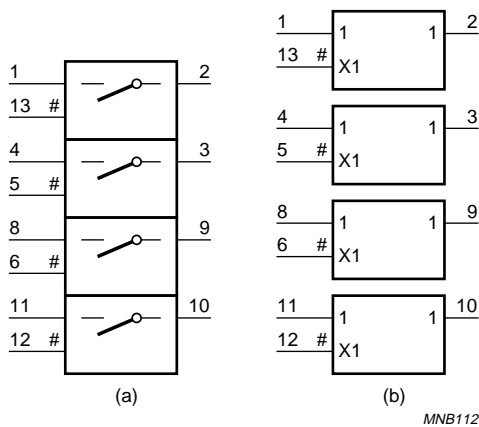 1 2
13 #
4 3
5 #
8 9
6 #
11 10
12 #
(a)
1 1 1 2
13 # X1
4 1 1 3
5 # X1
8 1 1 9
6 # X1
11 1 1 10
12 # X1
(b)
MNB112